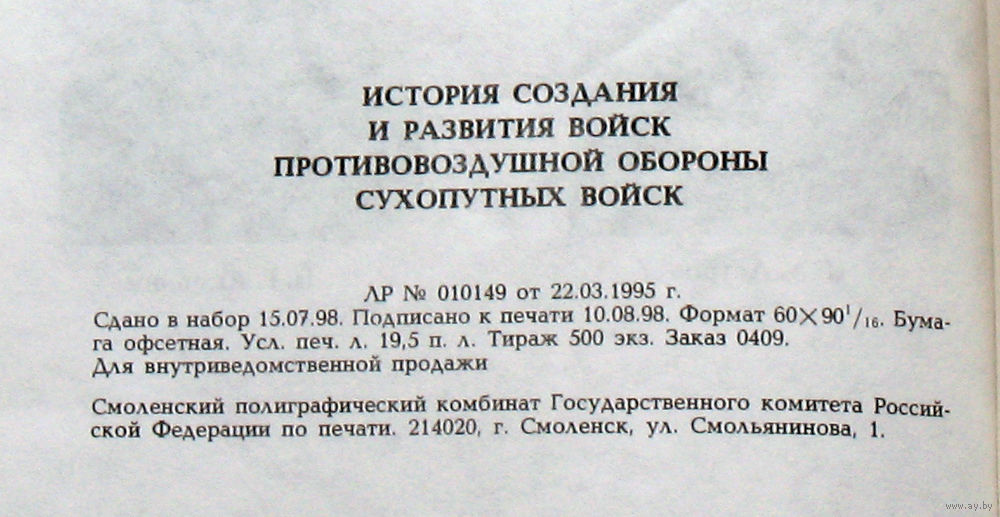 ИСТОРИЯ СОЗДАНИЯ
И РАЗВИТИЯ ВОЙСК
ПРОТИВОВОЗДУШНОЙ ОБОРОНЫ
СУХОПУТНЫХ ВОЙСК
ЛР № 010149 от 22.03.1995 г.
Сдано в набор 15.07.98. Подписано к печати 10.08.98. Формат 60×90¹/₁₆. Бума-
га офсетная. Усл. печ. л. 19,5 п. л. Тираж 500 экз. Заказ 0409.
Для внутриведомственной продажи
Смоленский полиграфический комбинат Государственного комитета Россий-
ской Федерации по печати. 214020, г. Смоленск, ул. Смольянинова, 1.
www.ay.by